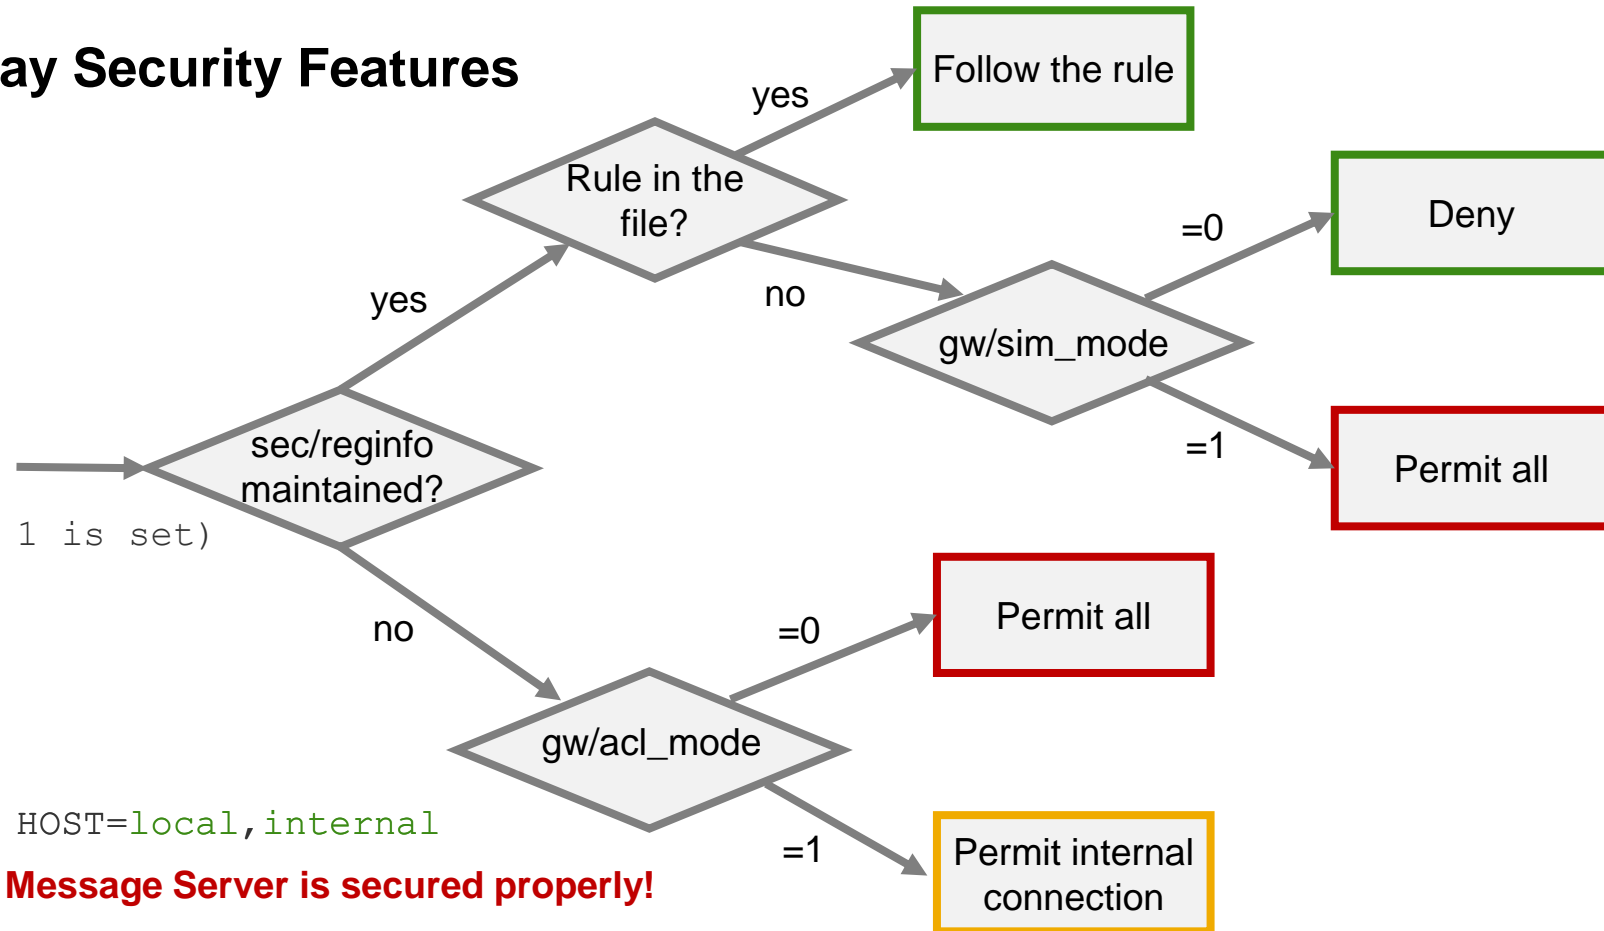 ay Security Features
yes
Follow the rule
Rule in the
file?
=0
Deny
yes
no
gw/sim_mode
sec/reginfo
maintained?
=1
Permit all
1 is set)
no
=0
Permit all
gw/acl_mode
HOST=local,internal
=1
Permit internal
connection
Message Server is secured properly!